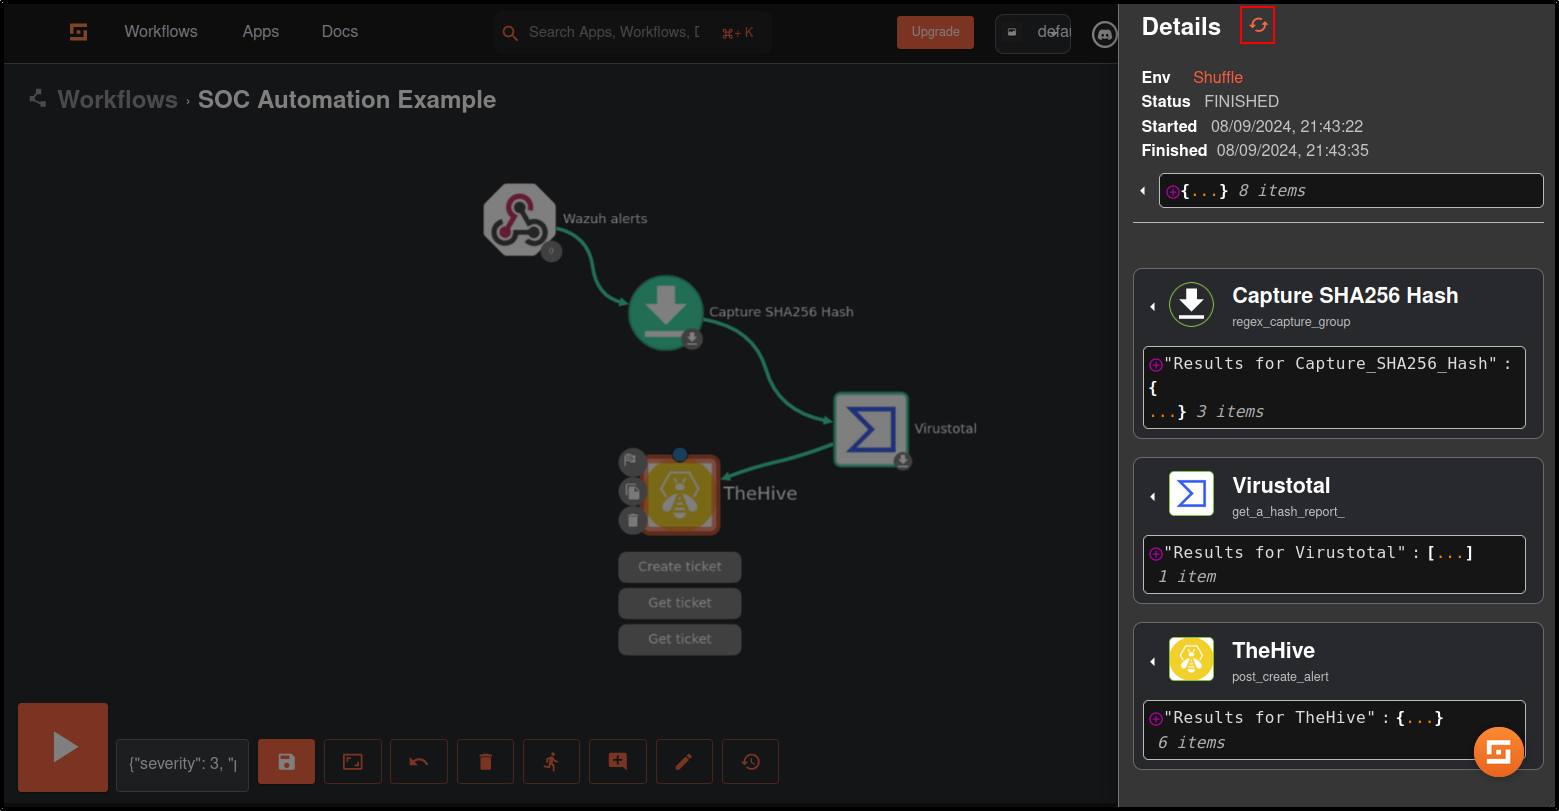 Workflows
Apps
Docs
Search Apps, Workflows, D
⌘+ K
Upgrade
defau
Workflows › SOC Automation Example
Wazuh alerts
0
Capture SHA256 Hash
Virustotal
TheHive
Create ticket
Get ticket
Get ticket
{"severity": 3, "p
Details
Env Shuffle
Status FINISHED
Started 08/09/2024, 21:43:22
Finished 08/09/2024, 21:43:35
{...} 8 items
Capture SHA256 Hash
regex_capture_group
"Results for Capture_SHA256_Hash" :
{
...} 3 items
Virustotal
get_a_hash_report_
"Results for Virustotal" : [...]
1 item
TheHive
post_create_alert
"Results for TheHive" : {...}
6 items